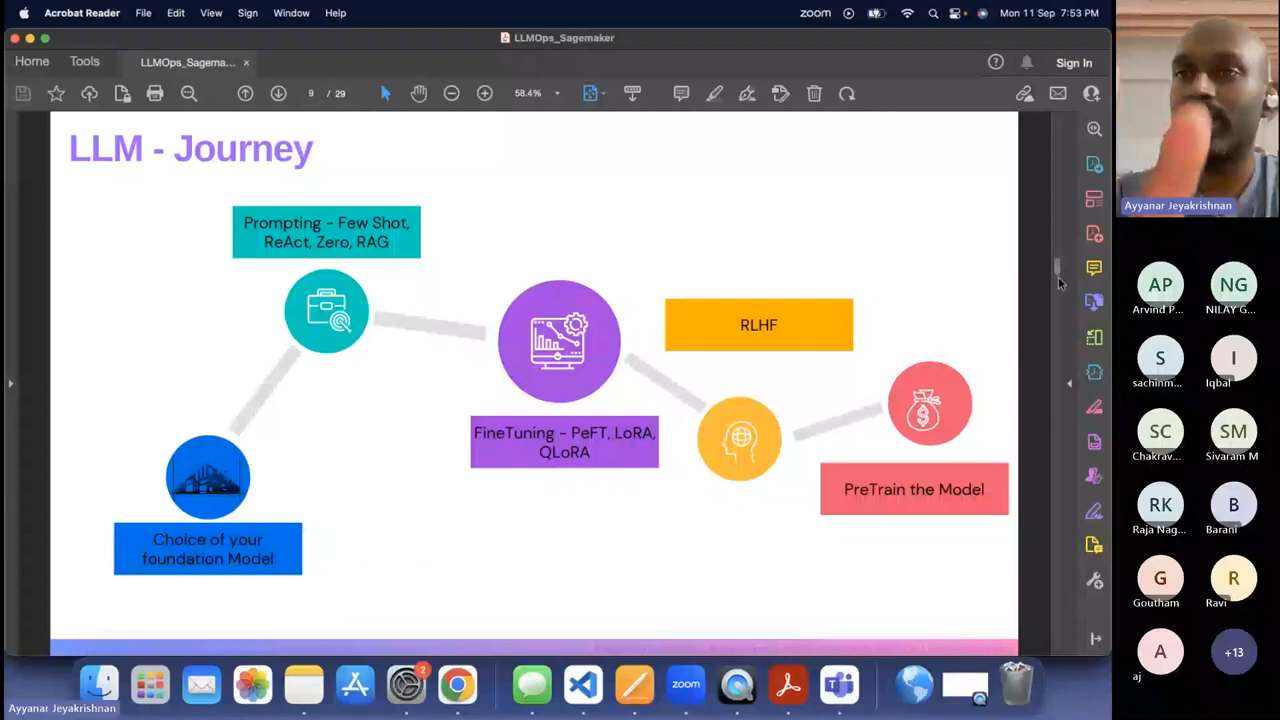 Acrobat Reader File Edit View Sign Window Help
zoom Mon 11 Sep 7:53 PM
LLMOps_Sagemaker
Home Tools LLMOps_Sagema... ×
Sign In
9 / 29
58.4%
LLM - Journey
Prompting - Few Shot,
ReAct, Zero, RAG
RLHF
FineTuning - PeFT, LoRA,
QLoRA
PreTrain the Model
Choice of your
foundation Model
2
zoom
Ayyanar Jeyakrishnan
Ayyanar Jeyakrishnan
AP NG
Arvind P... NILAY G...
S I
sachinm... Iqbal
SC SM
Chakrav... Sivaram M
RK B
Raja Nag... Barani
G R
Goutham Ravi
A +13
aj